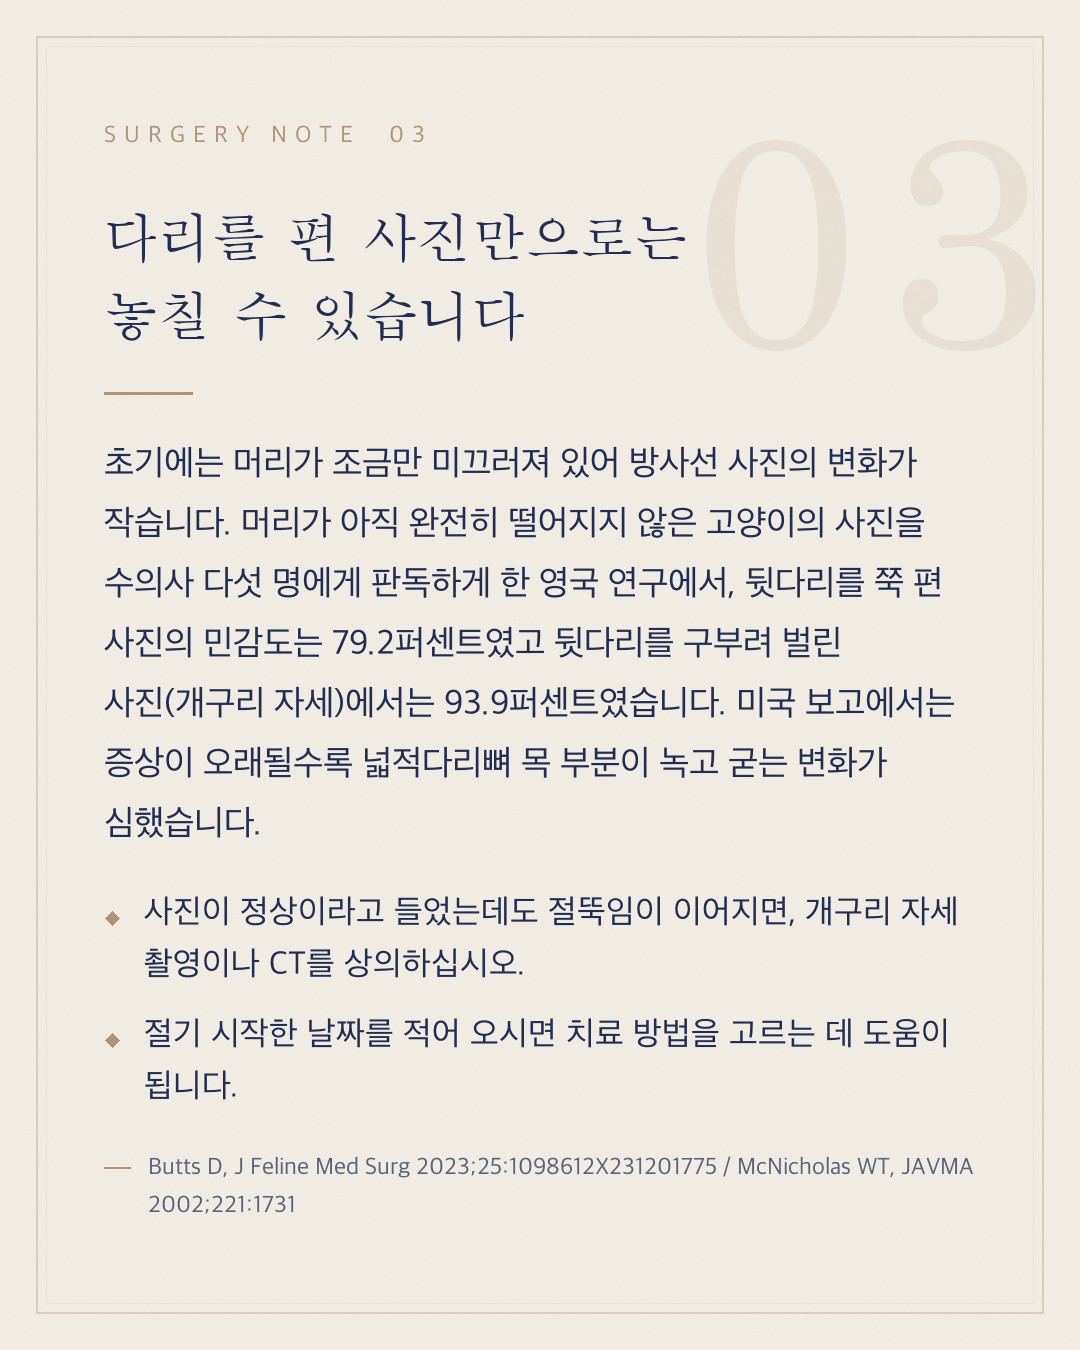 SURGERY NOTE 03
03
다리를 편 사진만으로는
놓칠 수 있습니다
초기에는 머리가 조금만 미끄러져 있어 방사선 사진의 변화가
작습니다. 머리가 아직 완전히 떨어지지 않은 고양이의 사진을
수의사 다섯 명에게 판독하게 한 영국 연구에서, 뒷다리를 쭉 편
사진의 민감도는 79.2퍼센트였고 뒷다리를 구부려 벌린
사진(개구리 자세)에서는 93.9퍼센트였습니다. 미국 보고에서는
증상이 오래될수록 넓적다리뼈 목 부분이 녹고 굳는 변화가
심했습니다.
◆ 사진이 정상이라고 들었는데도 절뚝임이 이어지면, 개구리 자세
촬영이나 CT를 상의하십시오.
◆ 절기 시작한 날짜를 적어 오시면 치료 방법을 고르는 데 도움이
됩니다.
— Butts D, J Feline Med Surg 2023;25:1098612X231201775 / McNicholas WT, JAVMA
2002;221:1731